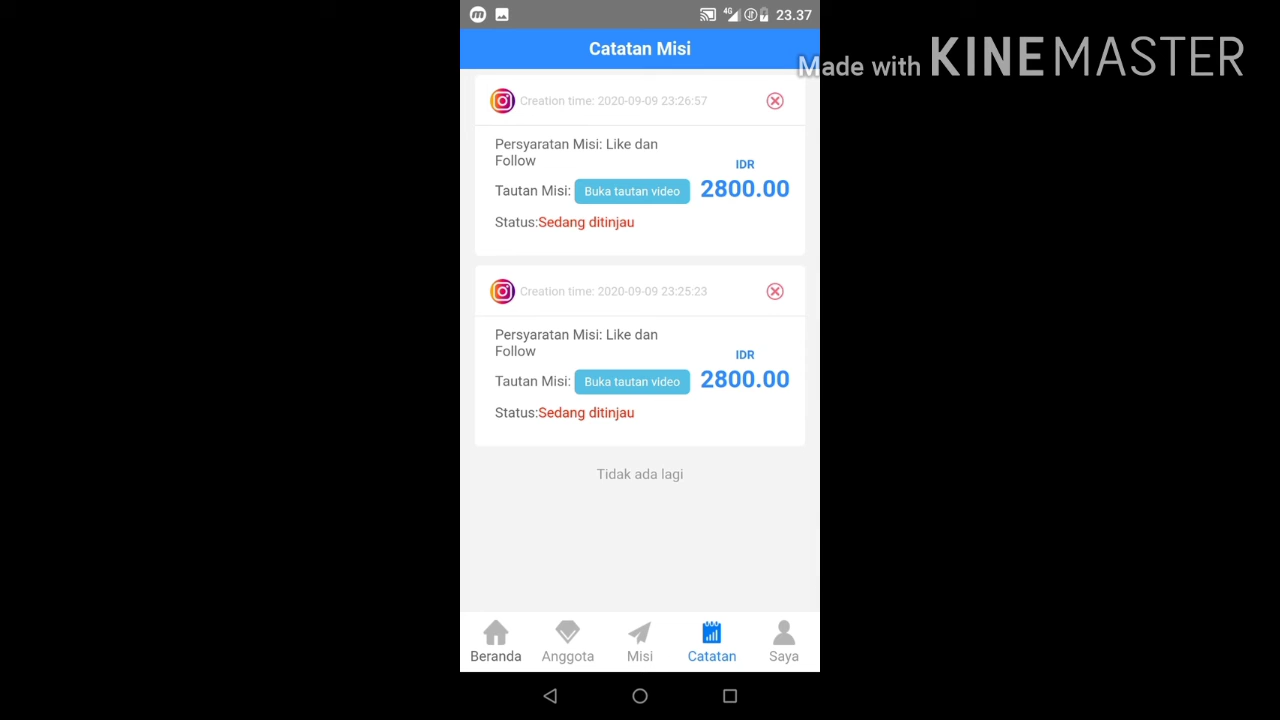 23.37
Catatan Misi
Made with KINEMASTER
Creation time: 2020-09-09 23:26:57
Persyaratan Misi: Like dan
Follow
IDR
Tautan Misi: Buka tautan video 2800.00
Status:Sedang ditinjau
Creation time: 2020-09-09 23:25:23
Persyaratan Misi: Like dan
Follow
IDR
Tautan Misi: Buka tautan video 2800.00
Status:Sedang ditinjau
Tidak ada lagi
Beranda Anggota Misi Catatan Saya